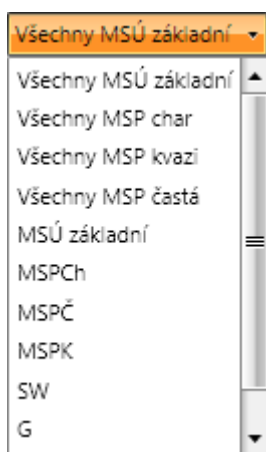 Všechny MSÚ základní
Všechny MSÚ základní
Všechny MSP char
Všechny MSP kvazi
Všechny MSP častá
MSÚ základní
MSPCh
MSPČ
MSPK
SW
G